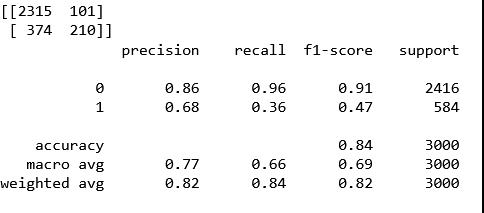 [[2315  101]
 [ 374  210]]
              precision    recall  f1-score   support

           0       0.86      0.96      0.91      2416
           1       0.68      0.36      0.47       584

    accuracy                           0.84      3000
   macro avg       0.77      0.66      0.69      3000
weighted avg       0.82      0.84      0.82      3000